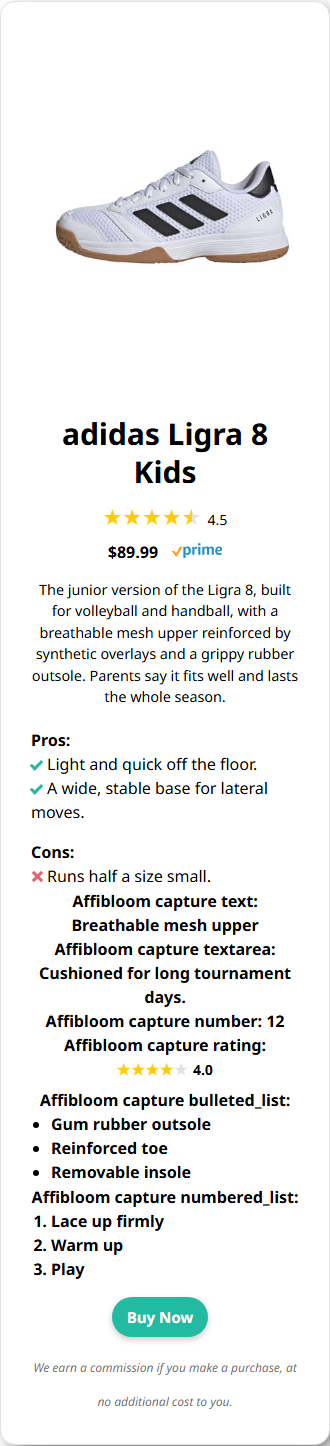 LIGRA
adidas Ligra 8
Kids
4.5
$89.99 prime
The junior version of the Ligra 8, built
for volleyball and handball, with a
breathable mesh upper reinforced by
synthetic overlays and a grippy rubber
outsole. Parents say it fits well and lasts
the whole season.
Pros:
Light and quick off the floor.
A wide, stable base for lateral
moves.
Cons:
Runs half a size small.
Affibloom capture text:
Breathable mesh upper
Affibloom capture textarea:
Cushioned for long tournament
days.
Affibloom capture number: 12
Affibloom capture rating:
4.0
Affibloom capture bulleted_list:
• Gum rubber outsole
• Reinforced toe
• Removable insole
Affibloom capture numbered_list:
1. Lace up firmly
2. Warm up
3. Play
Buy Now
We earn a commission if you make a purchase, at
no additional cost to you.